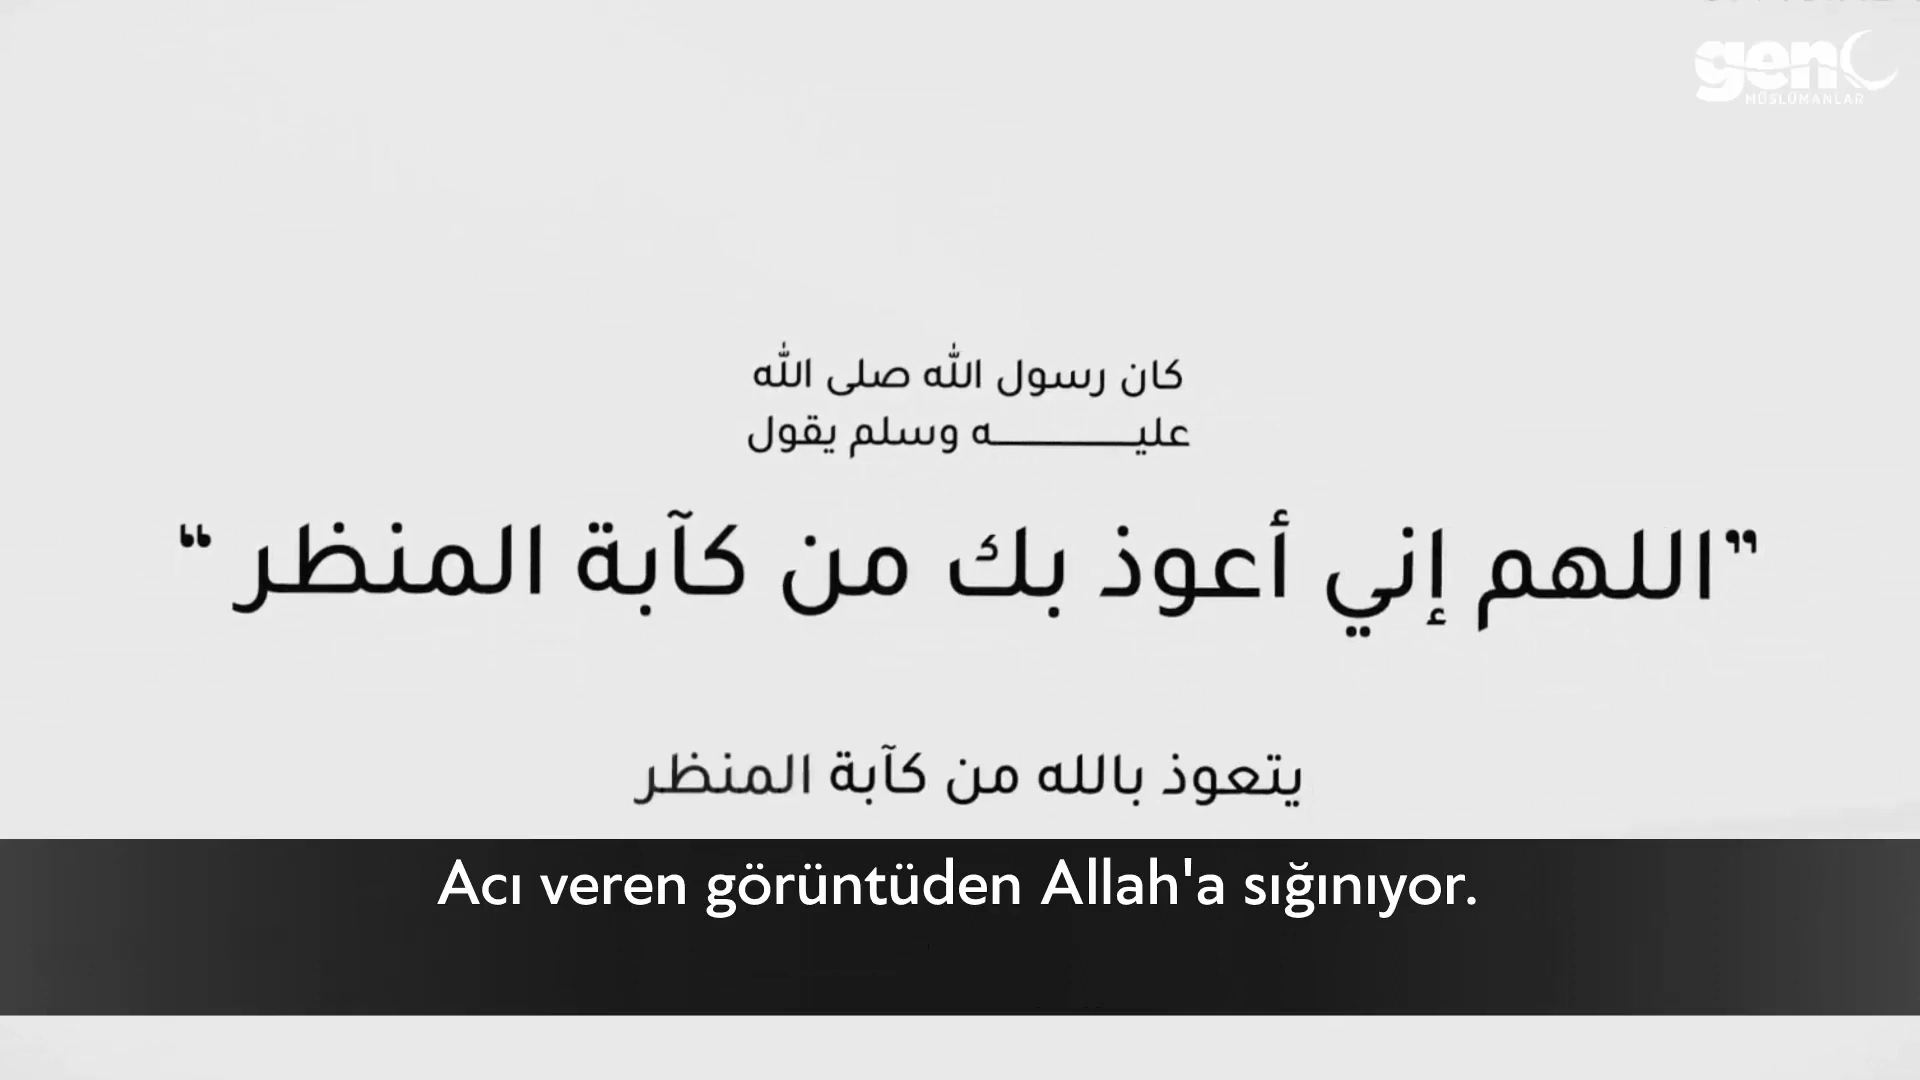 genç
MÜSLÜMANLAR
كان رسول الله صلى الله
عليـــــــــــه وسلم يقول
”اللهم إني أعوذ بك من كآبة المنظر“
يتعوذ بالله من كآبة المنظر
Acı veren görüntüden Allah'a sığınıyor.